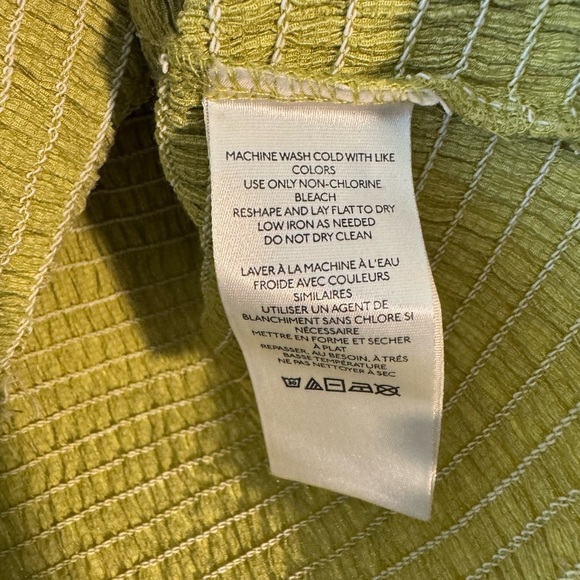 MACHINE WASH COLD WITH LIKE
COLORS
USE ONLY NON-CHLORINE
BLEACH
RESHAPE AND LAY FLAT TO DRY
LOW IRON AS NEEDED
DO NOT DRY CLEAN
LAVER À LA MACHINE À L'EAU
FROIDE AVEC COULEURS
SIMILAIRES
UTILISER UN AGENT DE
BLANCHIMENT SANS CHLORE SI
NÉCESSAIRE
METTRE EN FORME ET SECHER
À PLAT
REPASSER, AU BESOIN, À TRÉS
BASSE TEMPÉRATURE
NE PAS NETTOYER À SEC